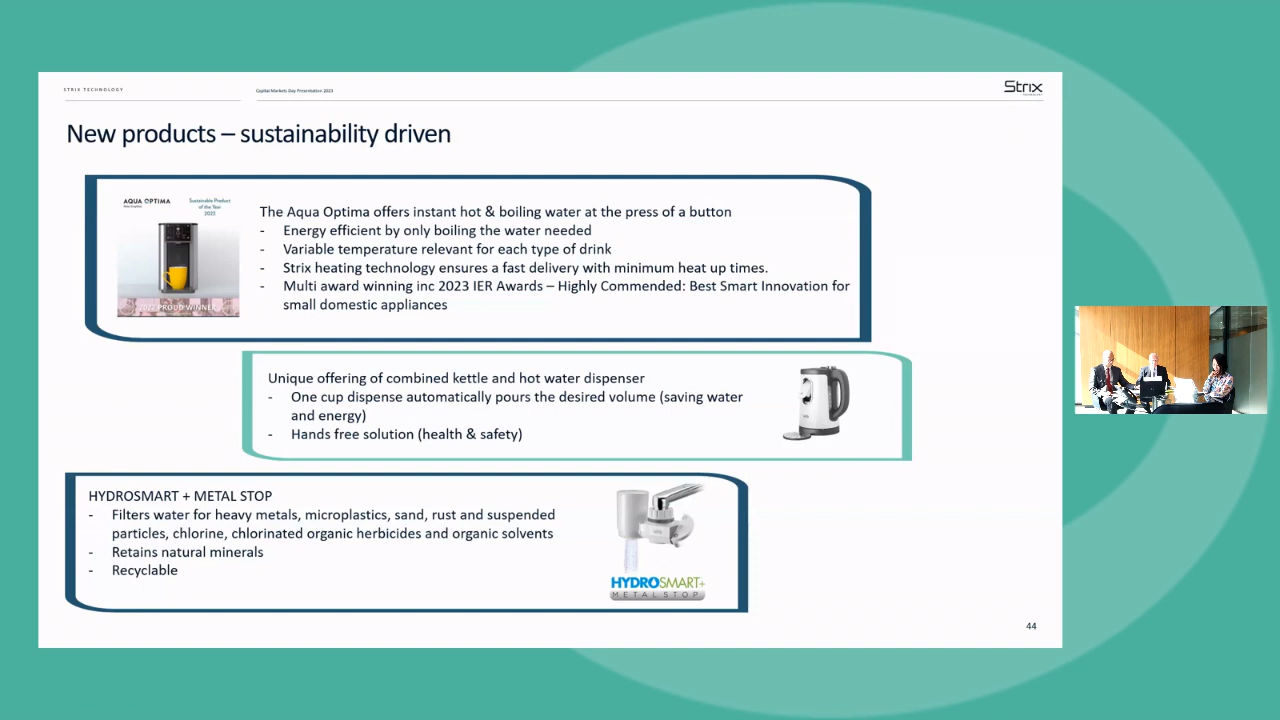 STRIX TECHNOLOGY
Capital Markets Day Presentation 2023
Strix
New products – sustainability driven
AQUA OPTIMA
Sustainable Product
of the Year
2022
2022 PROUD WINNER
The Aqua Optima offers instant hot & boiling water at the press of a button
- Energy efficient by only boiling the water needed
- Variable temperature relevant for each type of drink
- Strix heating technology ensures a fast delivery with minimum heat up times.
- Multi award winning inc 2023 IER Awards – Highly Commended: Best Smart Innovation for
small domestic appliances
Unique offering of combined kettle and hot water dispenser
- One cup dispense automatically pours the desired volume (saving water
and energy)
- Hands free solution (health & safety)
HYDROSMART + METAL STOP
- Filters water for heavy metals, microplastics, sand, rust and suspended
particles, chlorine, chlorinated organic herbicides and organic solvents
- Retains natural minerals
- Recyclable
HYDROSMART+
METAL STOP
44